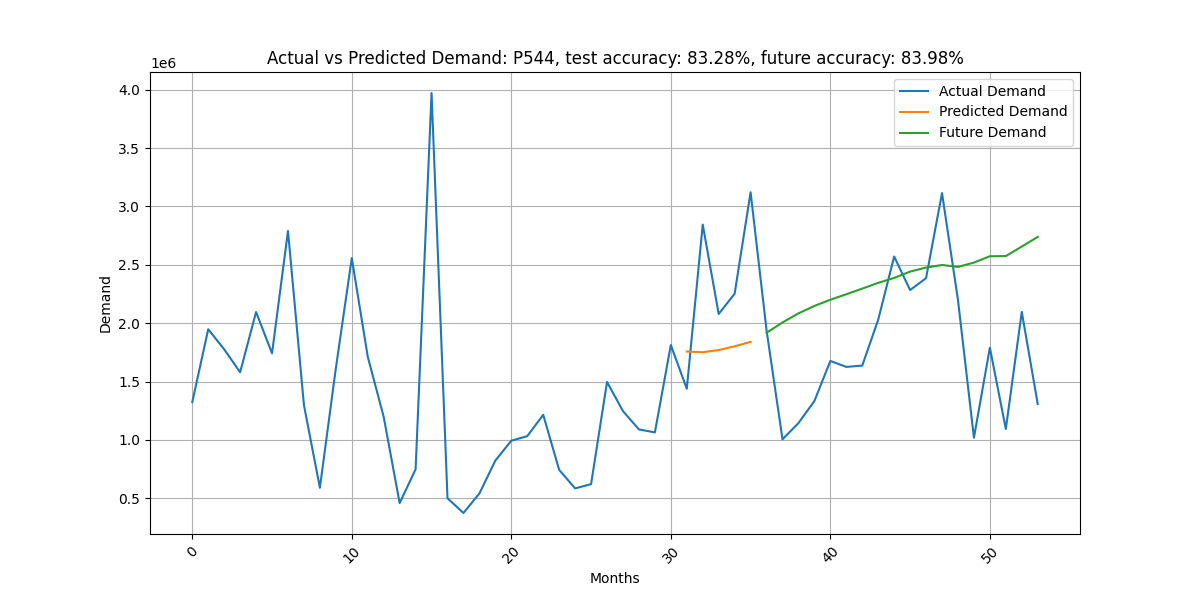 Actual vs Predicted Demand: P544, test accuracy: 83.28%, future accuracy: 83.98%
1e6
Actual Demand
Predicted Demand
Future Demand
4.0
3.5
3.0
2.5
2.0
1.5
1.0
0.5
Demand
0
10
20
30
40
50
Months